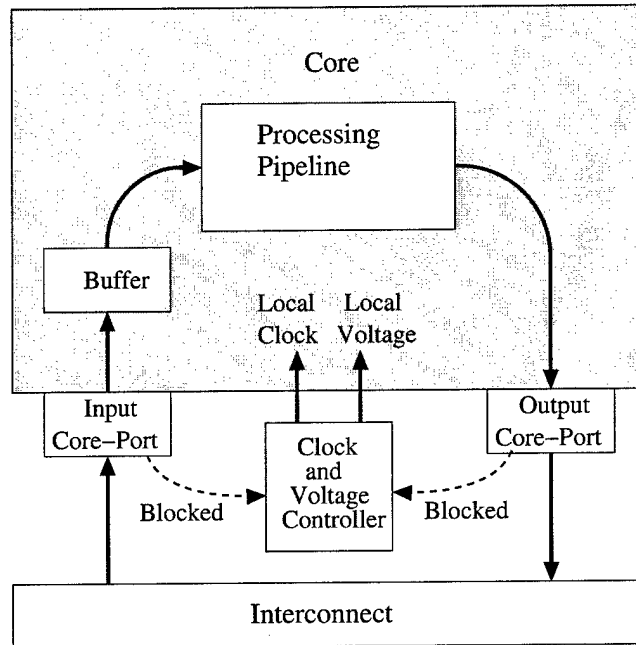 Core
Processing
Pipeline
Buffer
Local
Clock
Local
Voltage
Input
Core–Port
Output
Core–Port
Clock
and
Voltage
Controller
Blocked
Blocked
Interconnect